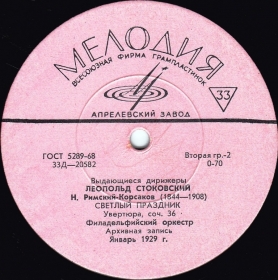 МЕЛОДИЯ
ВСЕСОЮЗНАЯ ФИРМА ГРАМПЛАСТИНОК
33
АПРЕЛЕВСКИЙ ЗАВОД
ГОСТ 5289-68
33Д—20582
Вторая гр.-2
0-70
Выдающиеся дирижеры
ЛЕОПОЛЬД СТОКОВСКИЙ
Н. Римский-Корсаков (1844—1908)
СВЕТЛЫЙ ПРАЗДНИК
Увертюра, соч. 36
Филадельфийский оркестр
Архивная запись
Январь 1929 г.